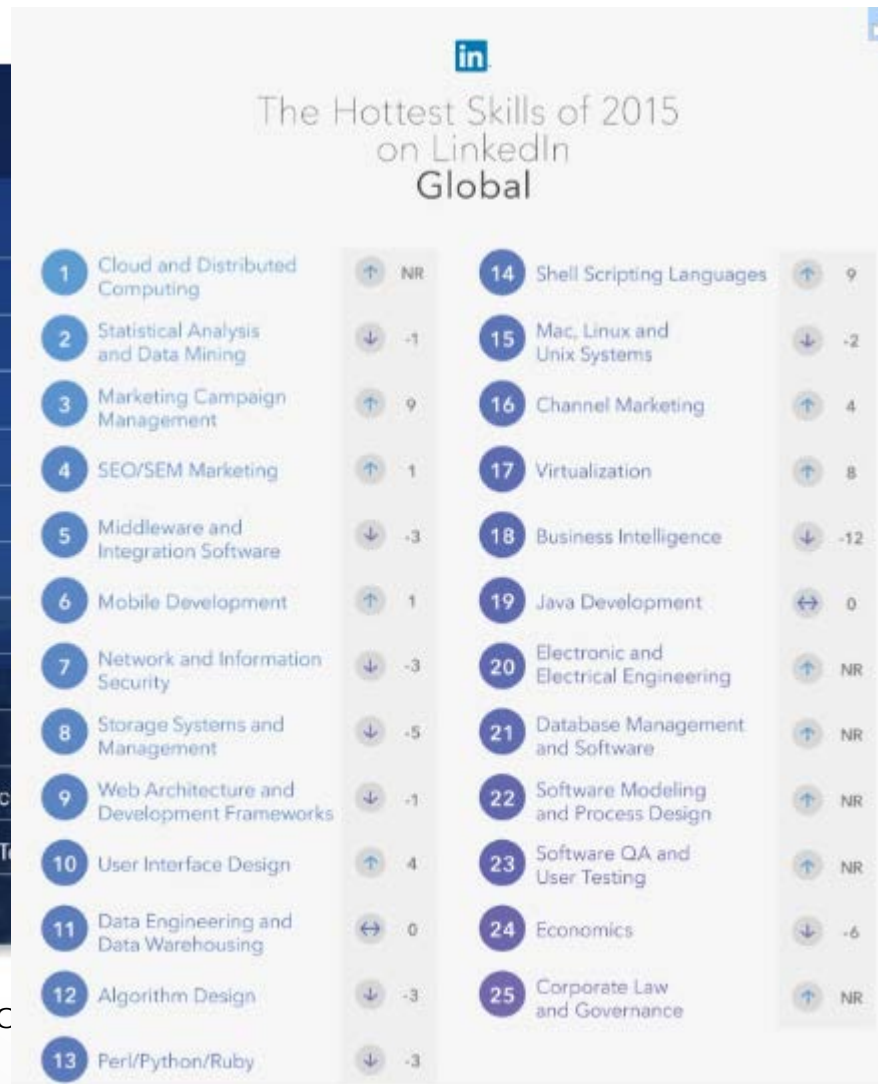 in
The Hottest Skills of 2015
on LinkedIn
Global
1
Cloud and Distributed
Computing
↑ NR
2
Statistical Analysis
and Data Mining
↓ -1
3
Marketing Campaign
Management
↑ 9
4
SEO/SEM Marketing
↑ 1
5
Middleware and
Integration Software
↓ -3
6
Mobile Development
↑ 1
7
Network and Information
Security
↓ -3
8
Storage Systems and
Management
↓ -5
9
Web Architecture and
Development Frameworks
↓ -1
10
User Interface Design
↑ 4
11
Data Engineering and
Data Warehousing
↔ 0
12
Algorithm Design
↓ -3
13
Perl/Python/Ruby
↓ -3
14
Shell Scripting Languages
↑ 9
15
Mac, Linux and
Unix Systems
↓ -2
16
Channel Marketing
↑ 4
17
Virtualization
↑ 8
18
Business Intelligence
↓ -12
19
Java Development
↔ 0
20
Electronic and
Electrical Engineering
↑ NR
21
Database Management
and Software
↑ NR
22
Software Modeling
and Process Design
↑ NR
23
Software QA and
User Testing
↑ NR
24
Economics
↓ -6
25
Corporate Law
and Governance
↑ NR